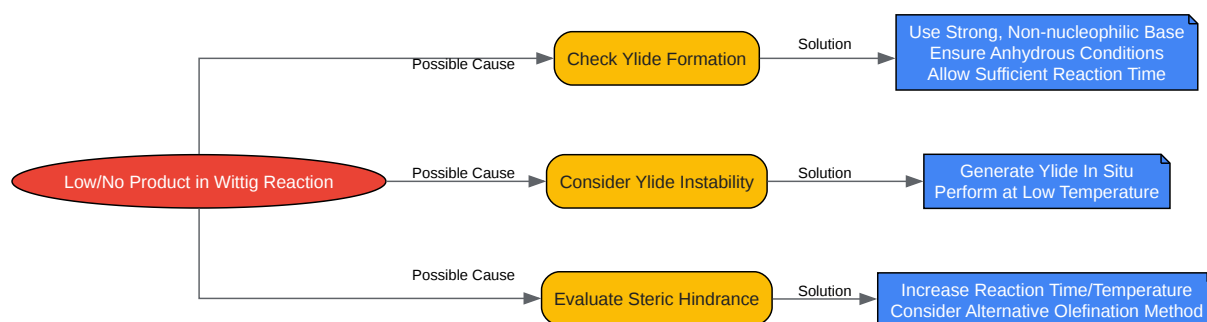 Possible Cause
Check Ylide Formation
Solution
Use Strong, Non-nucleophilic Base
Ensure Anhydrous Conditions
Allow Sufficient Reaction Time
Low/No Product in Wittig Reaction
Possible Cause
Consider Ylide Instability
Solution
Generate Ylide In Situ
Perform at Low Temperature
Possible Cause
Evaluate Steric Hindrance
Solution
Increase Reaction Time/Temperature
Consider Alternative Olefination Method